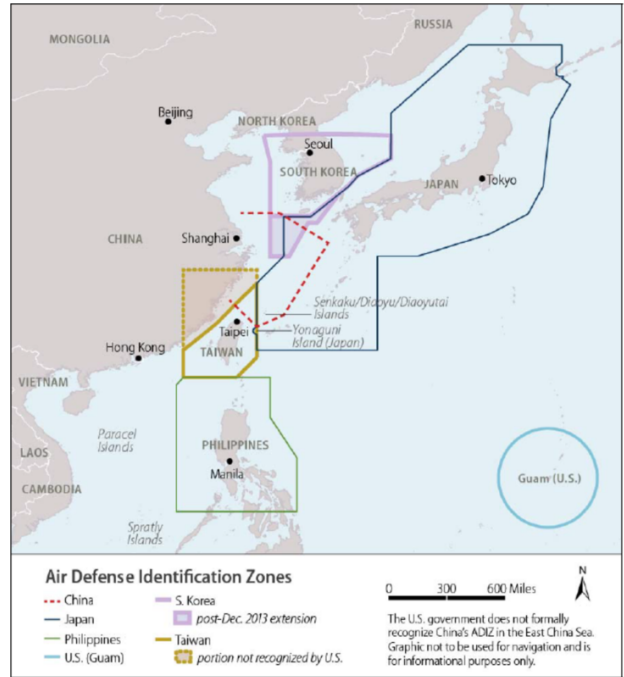 RUSSIA
MONGOLIA
Beijing
NORTH KOREA
Seoul
SOUTH KOREA
JAPAN
Tokyo
CHINA
Shanghai
Senkaku/Diaoyu/Diaoyutai
Islands
Taipei
Yonaguni
Island (Japan)
Hong Kong
TAIWAN
VIETNAM
Paracel
Islands
LAOS
PHILIPPINES
Manila
Guam (U.S.)
CAMBODIA
Spratly
Islands
Air Defense Identification Zones
China
Japan
Philippines
U.S. (Guam)
S. Korea
post-Dec. 2013 extension
Taiwan
portion not recognized by U.S.
N
0 300 600 Miles
The U.S. government does not formally
recognize China's ADIZ in the East China Sea.
Graphic not to be used for navigation and is
for informational purposes only.